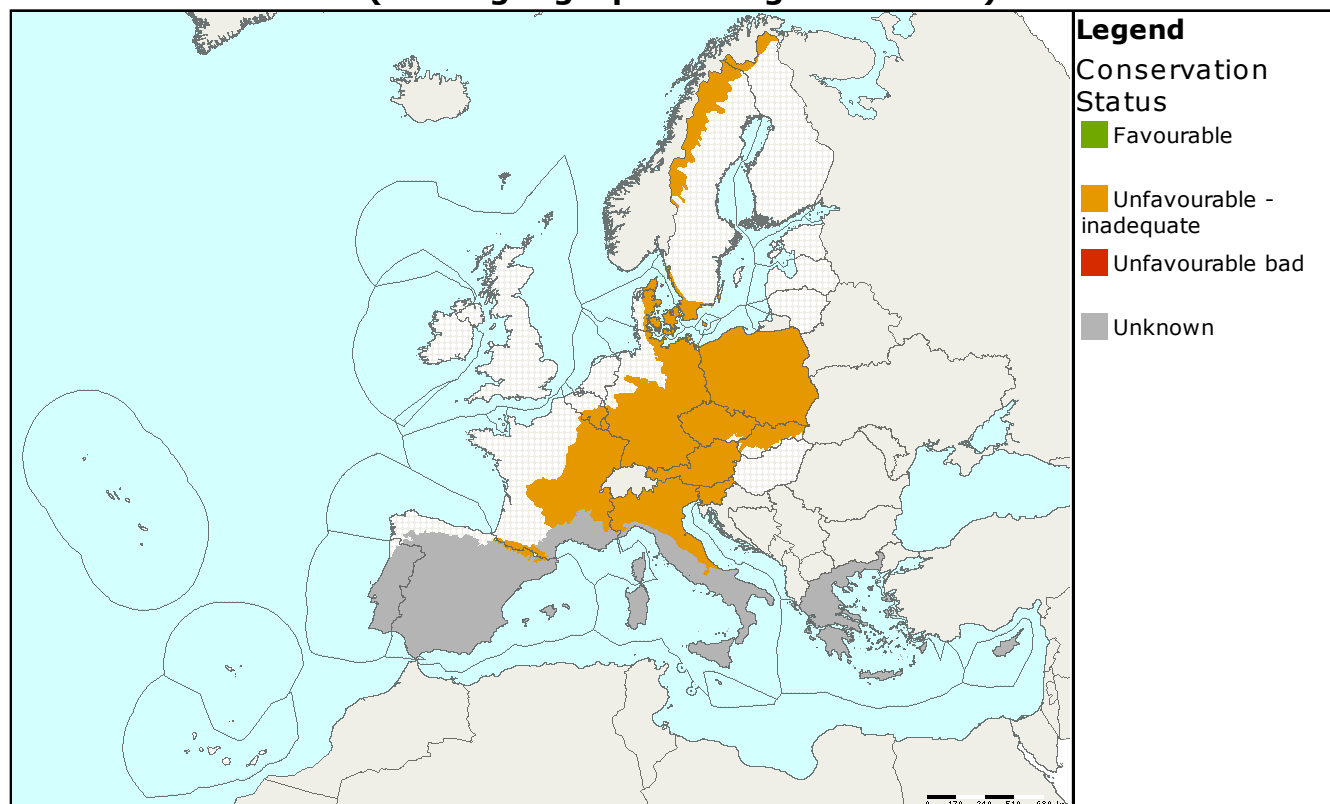 Legend
Conservation
Status
Favourable
Unfavourable -
inadequate
Unfavourable bad
Unknown